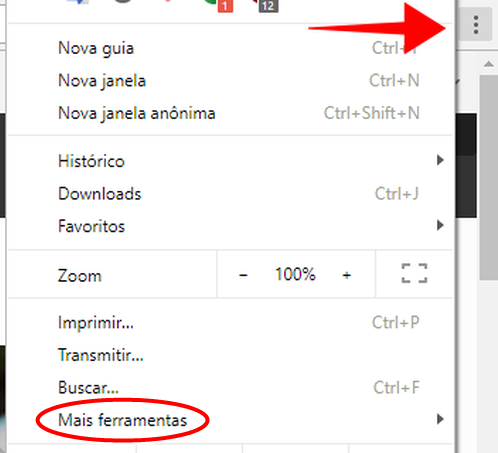 1 12
Nova guia Ctrl+T
Nova janela Ctrl+N
Nova janela anônima Ctrl+Shift+N
Histórico
Downloads Ctrl+J
Favoritos
Zoom − 100% +
Imprimir... Ctrl+P
Transmitir...
Buscar... Ctrl+F
Mais ferramentas